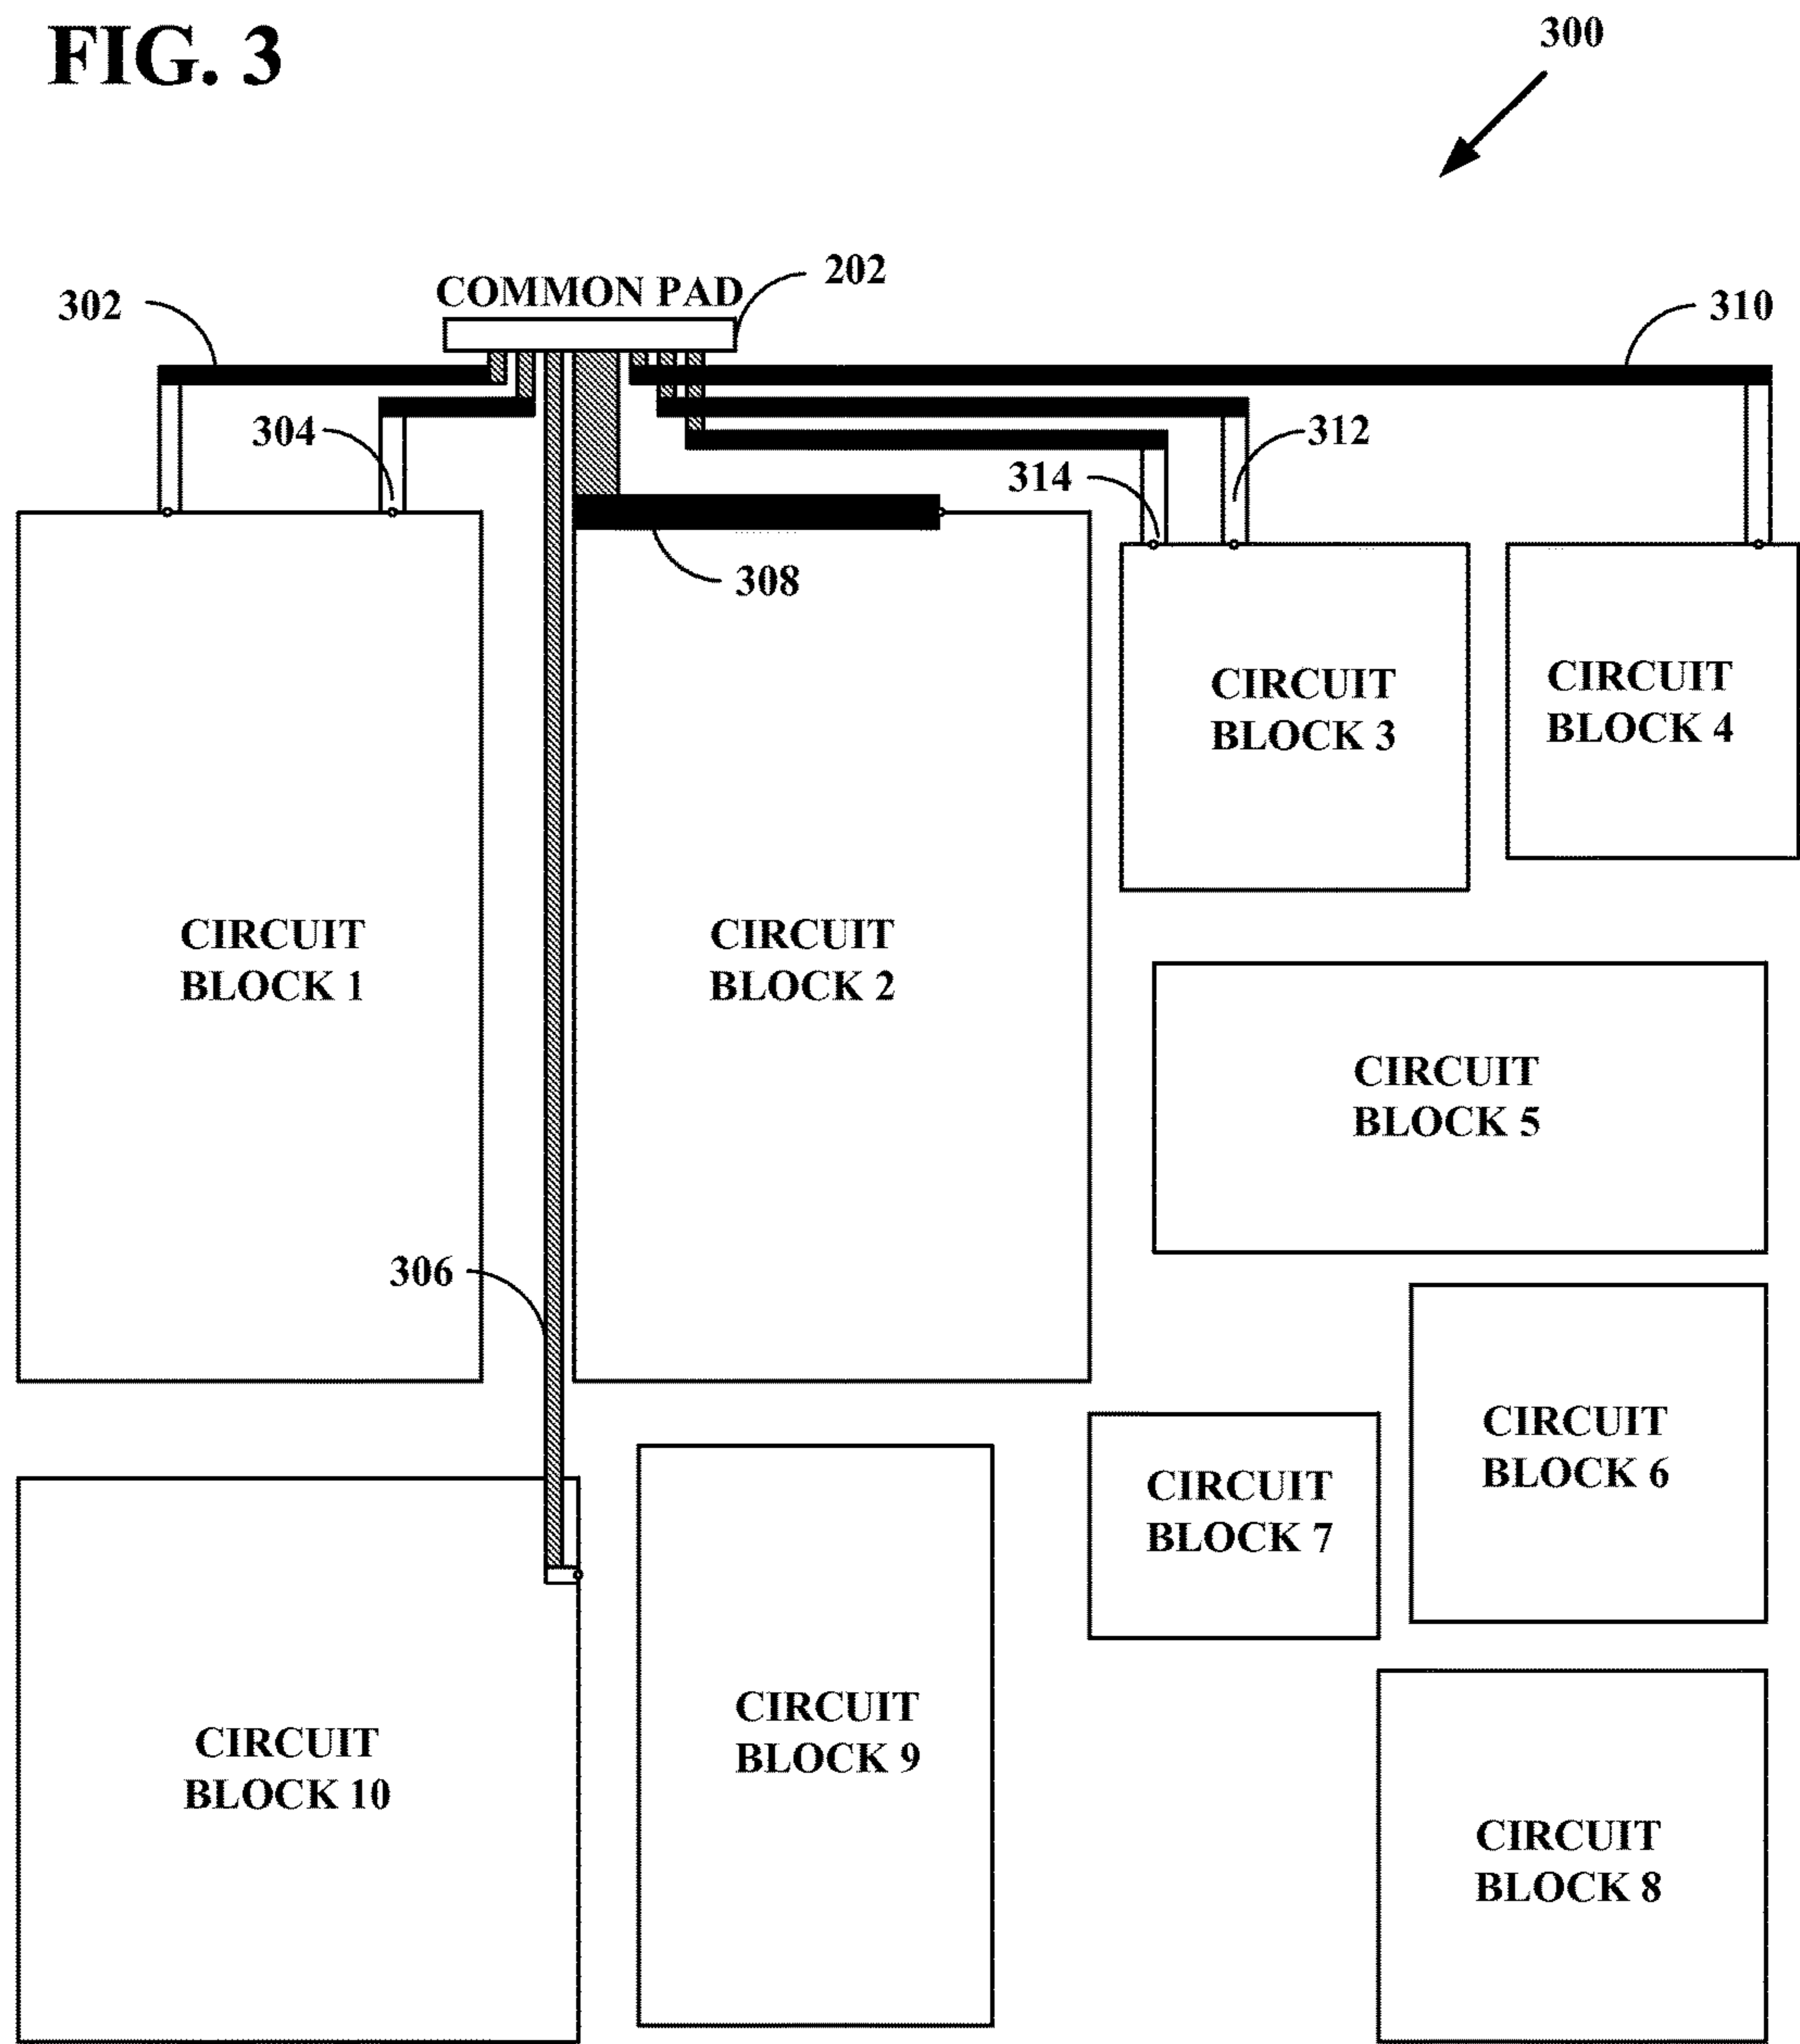 FIG. 3
300
COMMON PAD
202
302
310
304
312
314
308
CIRCUIT
BLOCK 3
CIRCUIT
BLOCK 4
CIRCUIT
BLOCK 1
CIRCUIT
BLOCK 2
CIRCUIT
BLOCK 5
306
CIRCUIT
BLOCK 6
CIRCUIT
BLOCK 7
CIRCUIT
BLOCK 9
CIRCUIT
BLOCK 10
CIRCUIT
BLOCK 8